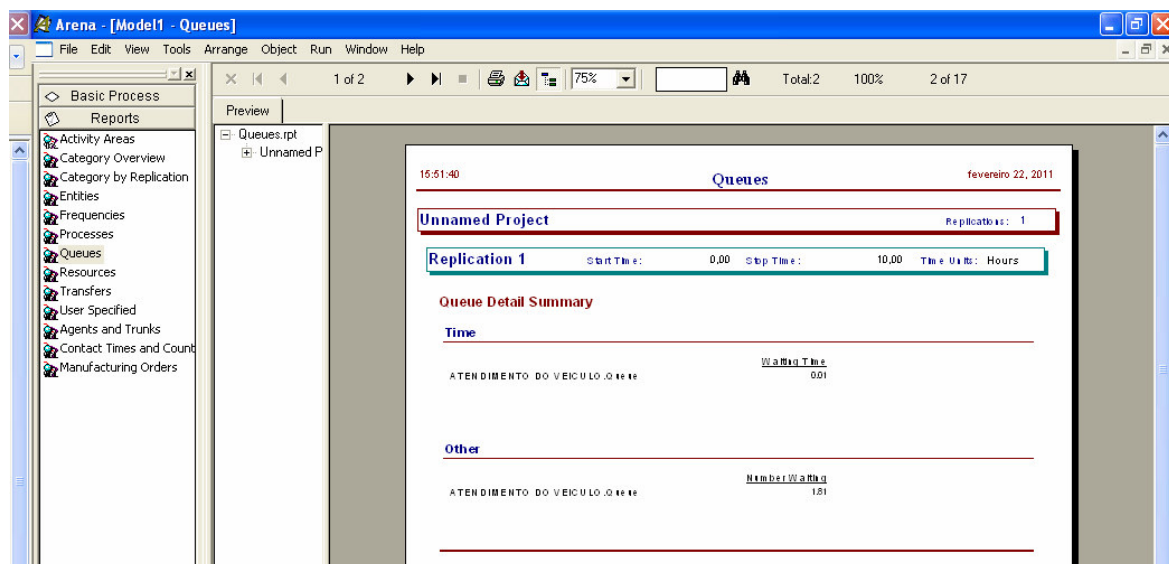 Arena - [Model1 - Queues]
File Edit View Tools Arrange Object Run Window Help
1 of 2 75% Total:2 100% 2 of 17
Basic Process
Reports
Activity Areas
Category Overview
Category by Replication
Entities
Frequencies
Processes
Queues
Resources
Transfers
User Specified
Agents and Trunks
Contact Times and Count
Manufacturing Orders
Preview
Queues.rpt
Unnamed P
15:51:40 Queues fevereiro 22, 2011
Unnamed Project Replications: 1
Replication 1 Start Time: 0,00 Stop Time: 10,00 Time Units: Hours
Queue Detail Summary
Time
Waiting Time
ATENDIMENTO DO VEICULO.Queue 0.01
Other
Number Waiting
ATENDIMENTO DO VEICULO.Queue 1.81